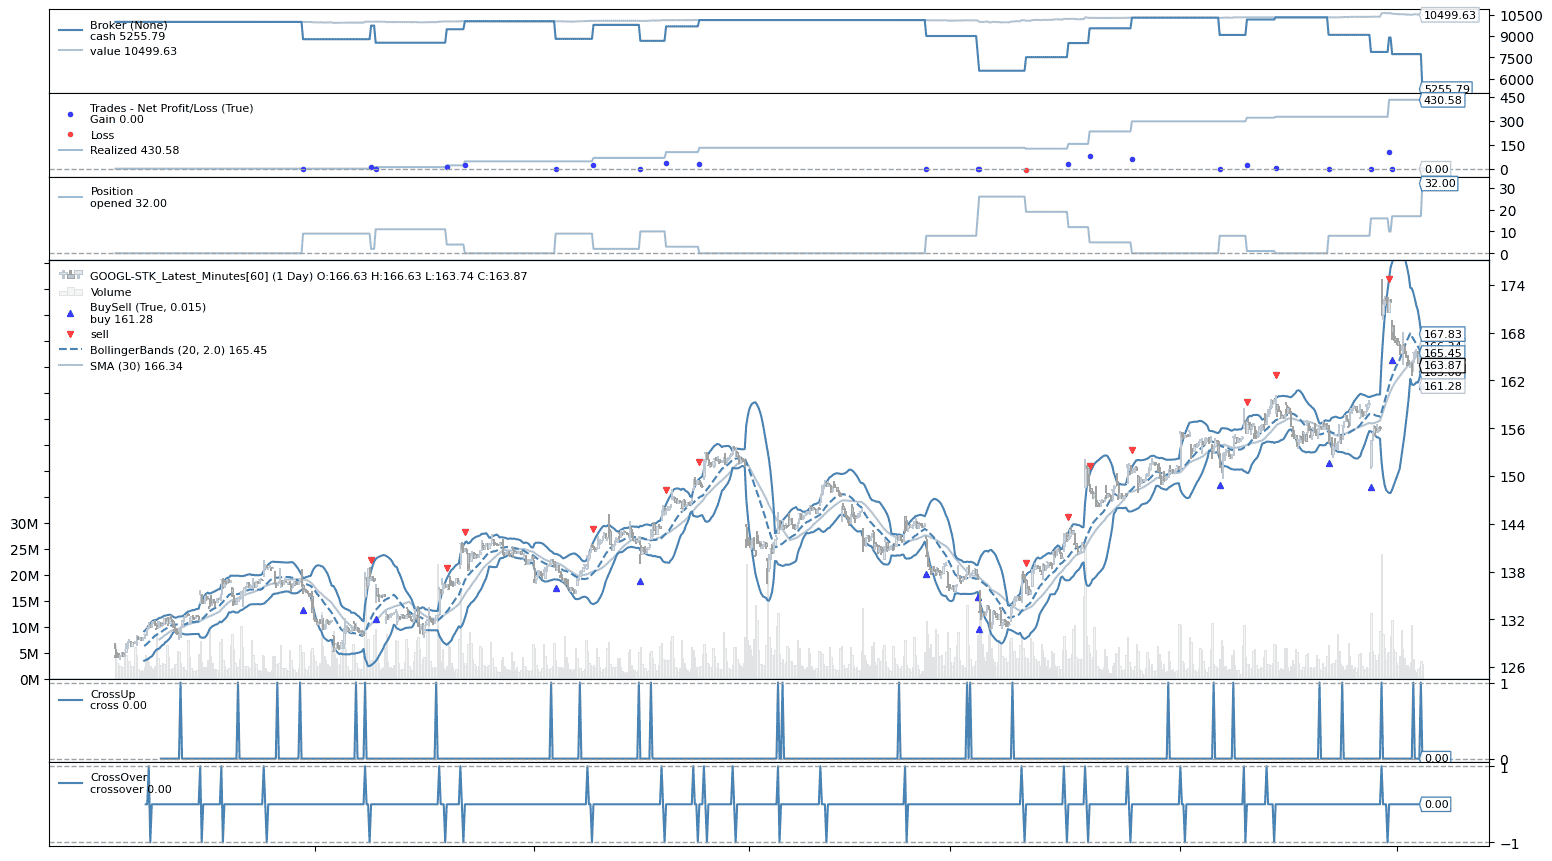 Broker (None)
cash 5255.79
value 10499.63
10500
9000
7500
6000
10499.63
5255.79
Trades - Net Profit/Loss (True)
Gain 0.00
Loss
Realized 430.58
450
300
150
0
430.58
0.00
Position
opened 32.00
30
20
10
0
32.00
GOOGL-STK_Latest_Minutes[60] (1 Day) O:166.63 H:166.63 L:163.74 C:163.87
Volume
BuySell (True, 0.015)
buy 161.28
sell
BollingerBands (20, 2.0) 165.45
SMA (30) 166.34
174
168
162
156
150
144
138
132
126
167.83
165.45
163.87
161.28
30M
25M
20M
15M
10M
5M
0M
CrossUp
cross 0.00
1
0
0.00
CrossOver
crossover 0.00
1
−1
0.00